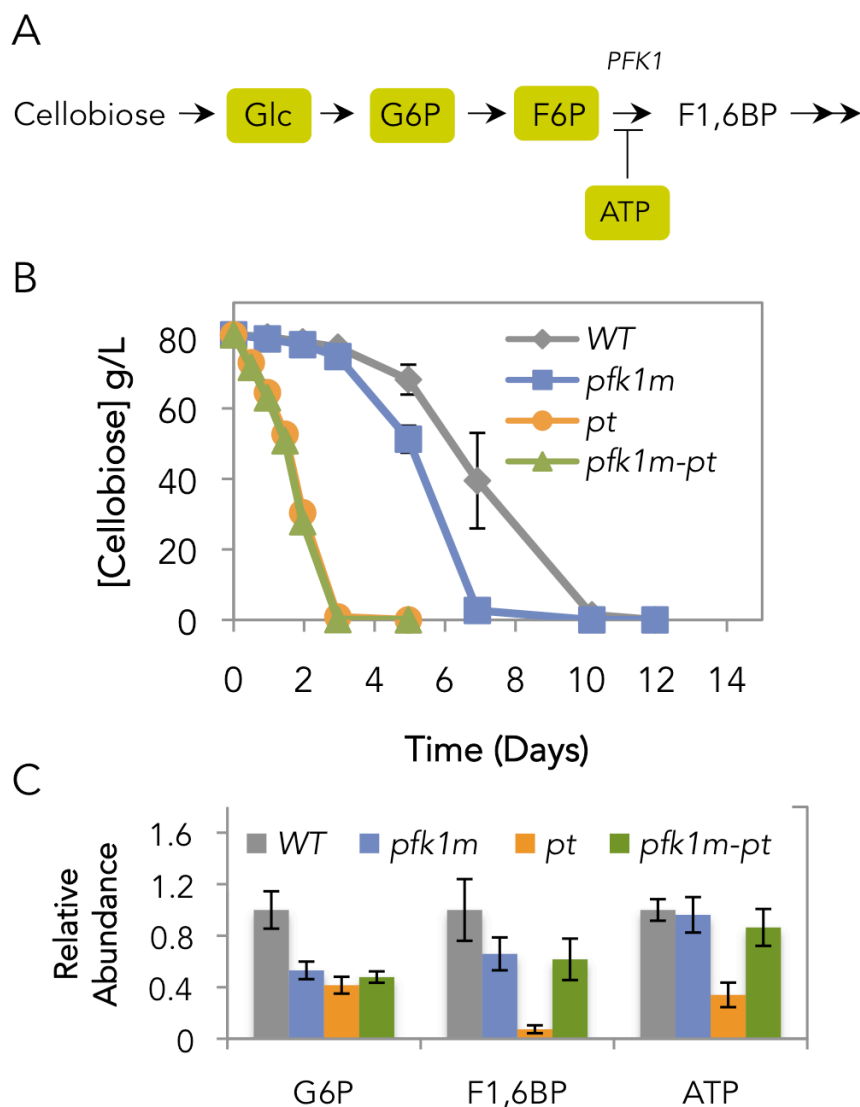 A
PFK1
Cellobiose Glc G6P F6P F1,6BP
ATP
B
[Cellobiose] g/L
80
60
40
20
0
WT
pfk1m
pt
pfk1m-pt
0 2 4 6 8 10 12 14
Time (Days)
C
Relative
Abundance
1.6
1.2
0.8
0.4
0
WT pfk1m pt pfk1m-pt
G6P F1,6BP ATP